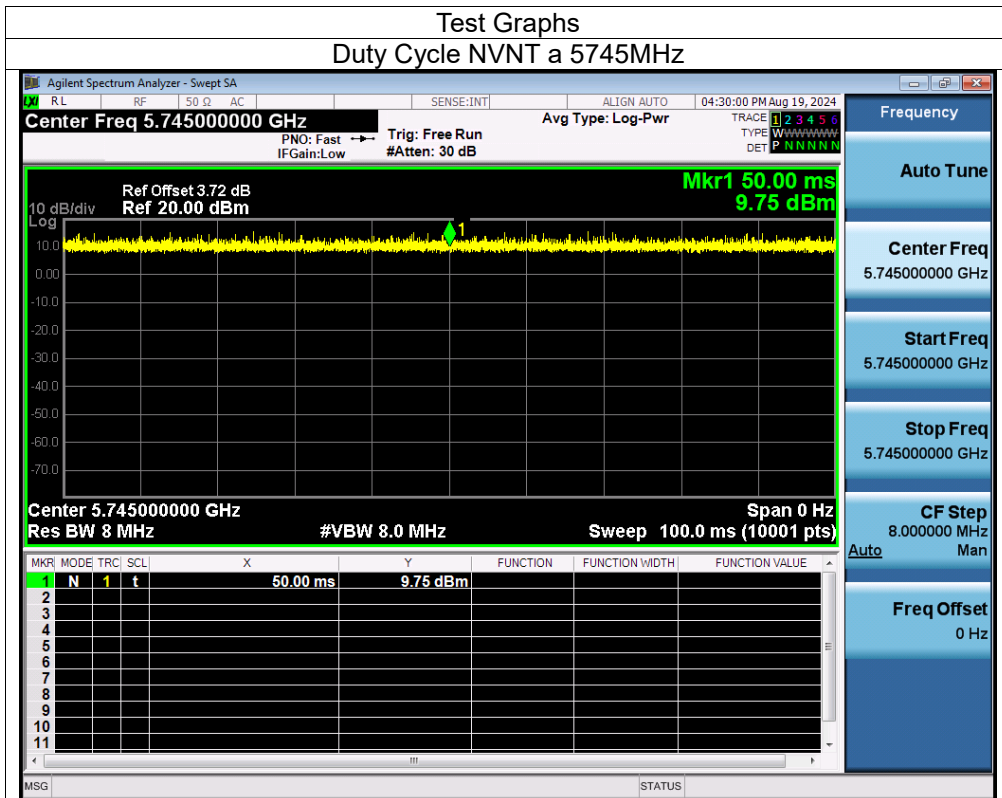 Test Graphs
Duty Cycle NVNT a 5745MHz
Agilent Spectrum Analyzer - Swept SA
LXI RL RF 50 Ω AC SENSE:INT ALIGN AUTO 04:30:00 PM Aug 19, 2024
Center Freq 5.745000000 GHz
PNO: Fast
IFGain:Low
Trig: Free Run
#Atten: 30 dB
Avg Type: Log-Pwr
TRACE 1 2 3 4 5 6
TYPE WWWWWW
DET P N N N N N
Mkr1 50.00 ms
9.75 dBm
Ref Offset 3.72 dB
10 dB/div Ref 20.00 dBm
Log
1
10.0
0.00
-10.0
-20.0
-30.0
-40.0
-50.0
-60.0
-70.0
Center 5.745000000 GHz Span 0 Hz
Res BW 8 MHz #VBW 8.0 MHz Sweep 100.0 ms (10001 pts)
MKR MODE TRC SCL X Y FUNCTION FUNCTION WIDTH FUNCTION VALUE
1 N 1 t 50.00 ms 9.75 dBm
2
3
4
5
6
7
8
9
10
11
MSG STATUS
Frequency
Auto Tune
Center Freq
5.745000000 GHz
Start Freq
5.745000000 GHz
Stop Freq
5.745000000 GHz
CF Step
8.000000 MHz
Auto Man
Freq Offset
0 Hz